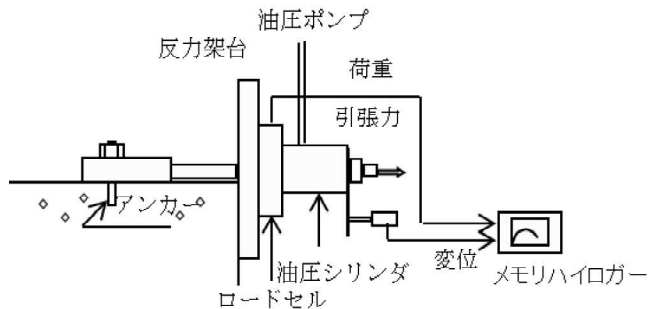 油圧ポンプ
反力架台
荷重
引張力
アンカー
油圧シリンダ
変位
メモリハイロガー
ロードセル